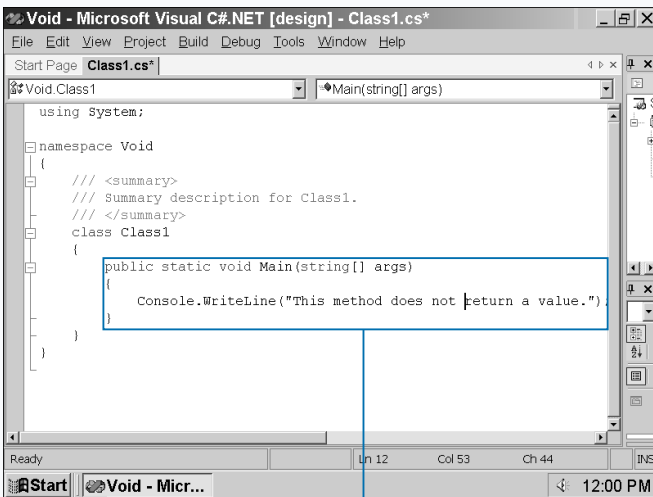 Void - Microsoft Visual C#.NET [design] - Class1.cs*
File Edit View Project Build Debug Tools Window Help
Start Page Class1.cs*
Void.Class1 Main(string[] args)
using System;
namespace Void
{
/// <summary>
/// Summary description for Class1.
/// </summary>
class Class1
{
public static void Main(string[] args)
{
Console.WriteLine("This method does not return a value.");
}
}
}
Ready Ln 12 Col 53 Ch 44 INS
Start Void - Micr... 12:00 PM